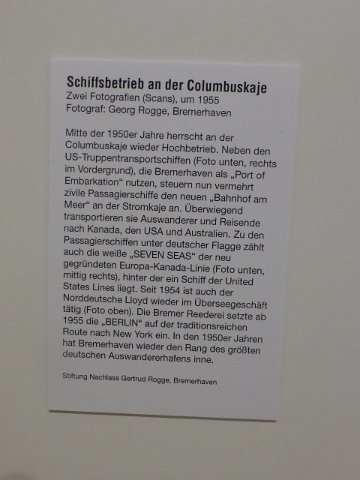 Schiffsbetrieb an der Columbuskaje
Zwei Fotografien (Scans), um 1955
Fotograf: Georg Rogge, Bremerhaven
Mitte der 1950er Jahre herrscht an der
Columbuskaje wieder Hochbetrieb. Neben den
US-Truppentransportschiffen (Foto unten, rechts
im Vordergrund), die Bremerhaven als „Port of
Embarkation" nutzen, steuern nun vermehrt
zivile Passagierschiffe den neuen „Bahnhof am
Meer" an der Stromkaje an. Überwiegend
transportieren sie Auswanderer und Reisende
nach Kanada, den USA und Australien. Zu den
Passagierschiffen unter deutscher Flagge zählt
auch die weiße „SEVEN SEAS" der neu
gegründeten Europa-Kanada-Linie (Foto unten,
mittig rechts), hinter der ein Schiff der United
States Lines liegt. Seit 1954 ist auch der
Norddeutsche Lloyd wieder im Überseegeschäft
tätig (Foto oben). Die Bremer Reederei setzte ab
1955 die „BERLIN" auf der traditionsreichen
Route nach New York ein. In den 1950er Jahren
hat Bremerhaven wieder den Rang des größten
deutschen Auswandererhafens inne.
Stiftung Nachlass Gertrud Rogge, Bremerhaven